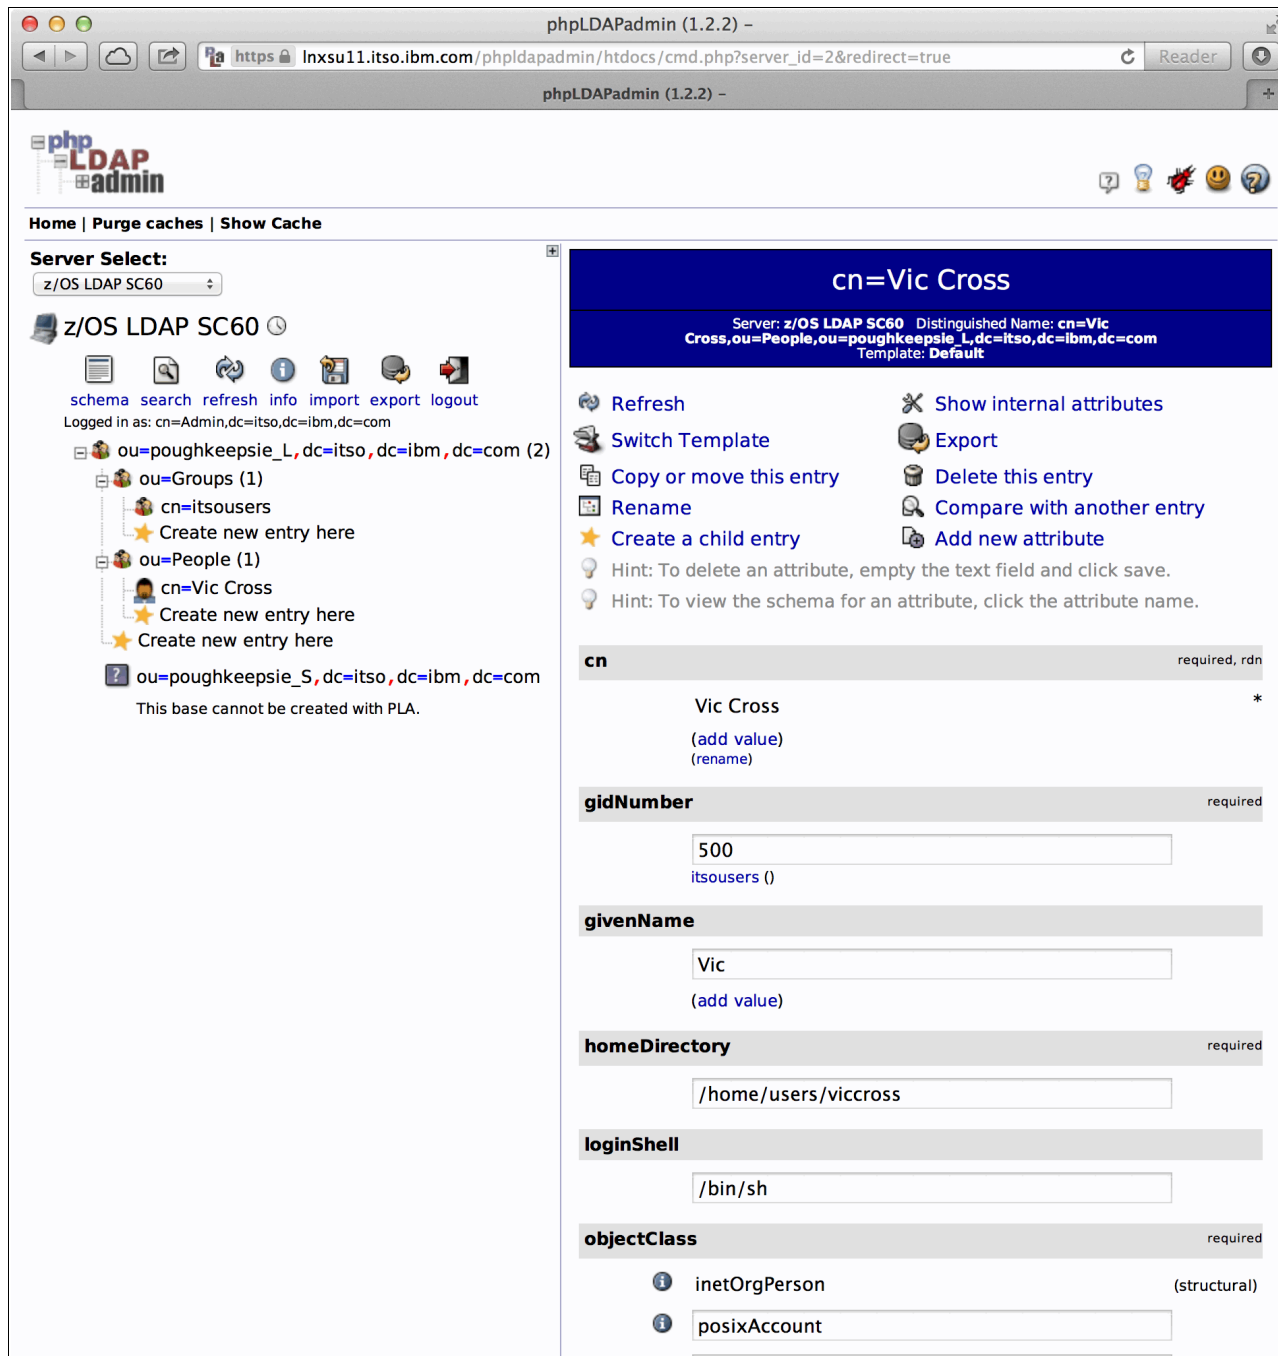 phpLDAPadmin (1.2.2) –
https lnxsu11.itso.ibm.com/phpldapadmin/htdocs/cmd.php?server_id=2&redirect=true Reader
phpLDAPadmin (1.2.2) –
php
LDAP
admin
Home | Purge caches | Show Cache
Server Select:
z/OS LDAP SC60
z/OS LDAP SC60
schema search refresh info import export logout
Logged in as: cn=Admin,dc=itso,dc=ibm,dc=com
ou=poughkeepsie_L,dc=itso,dc=ibm,dc=com (2)
ou=Groups (1)
cn=itsousers
Create new entry here
ou=People (1)
cn=Vic Cross
Create new entry here
Create new entry here
ou=poughkeepsie_S,dc=itso,dc=ibm,dc=com
This base cannot be created with PLA.
cn=Vic Cross
Server: z/OS LDAP SC60 Distinguished Name: cn=Vic
Cross,ou=People,ou=poughkeepsie_L,dc=itso,dc=ibm,dc=com
Template: Default
Refresh Show internal attributes
Switch Template Export
Copy or move this entry Delete this entry
Rename Compare with another entry
Create a child entry Add new attribute
Hint: To delete an attribute, empty the text field and click save.
Hint: To view the schema for an attribute, click the attribute name.
cn required, rdn
Vic Cross *
(add value)
(rename)
gidNumber required
500
itsousers ()
givenName
Vic
(add value)
homeDirectory required
/home/users/viccross
loginShell
/bin/sh
objectClass required
inetOrgPerson (structural)
posixAccount